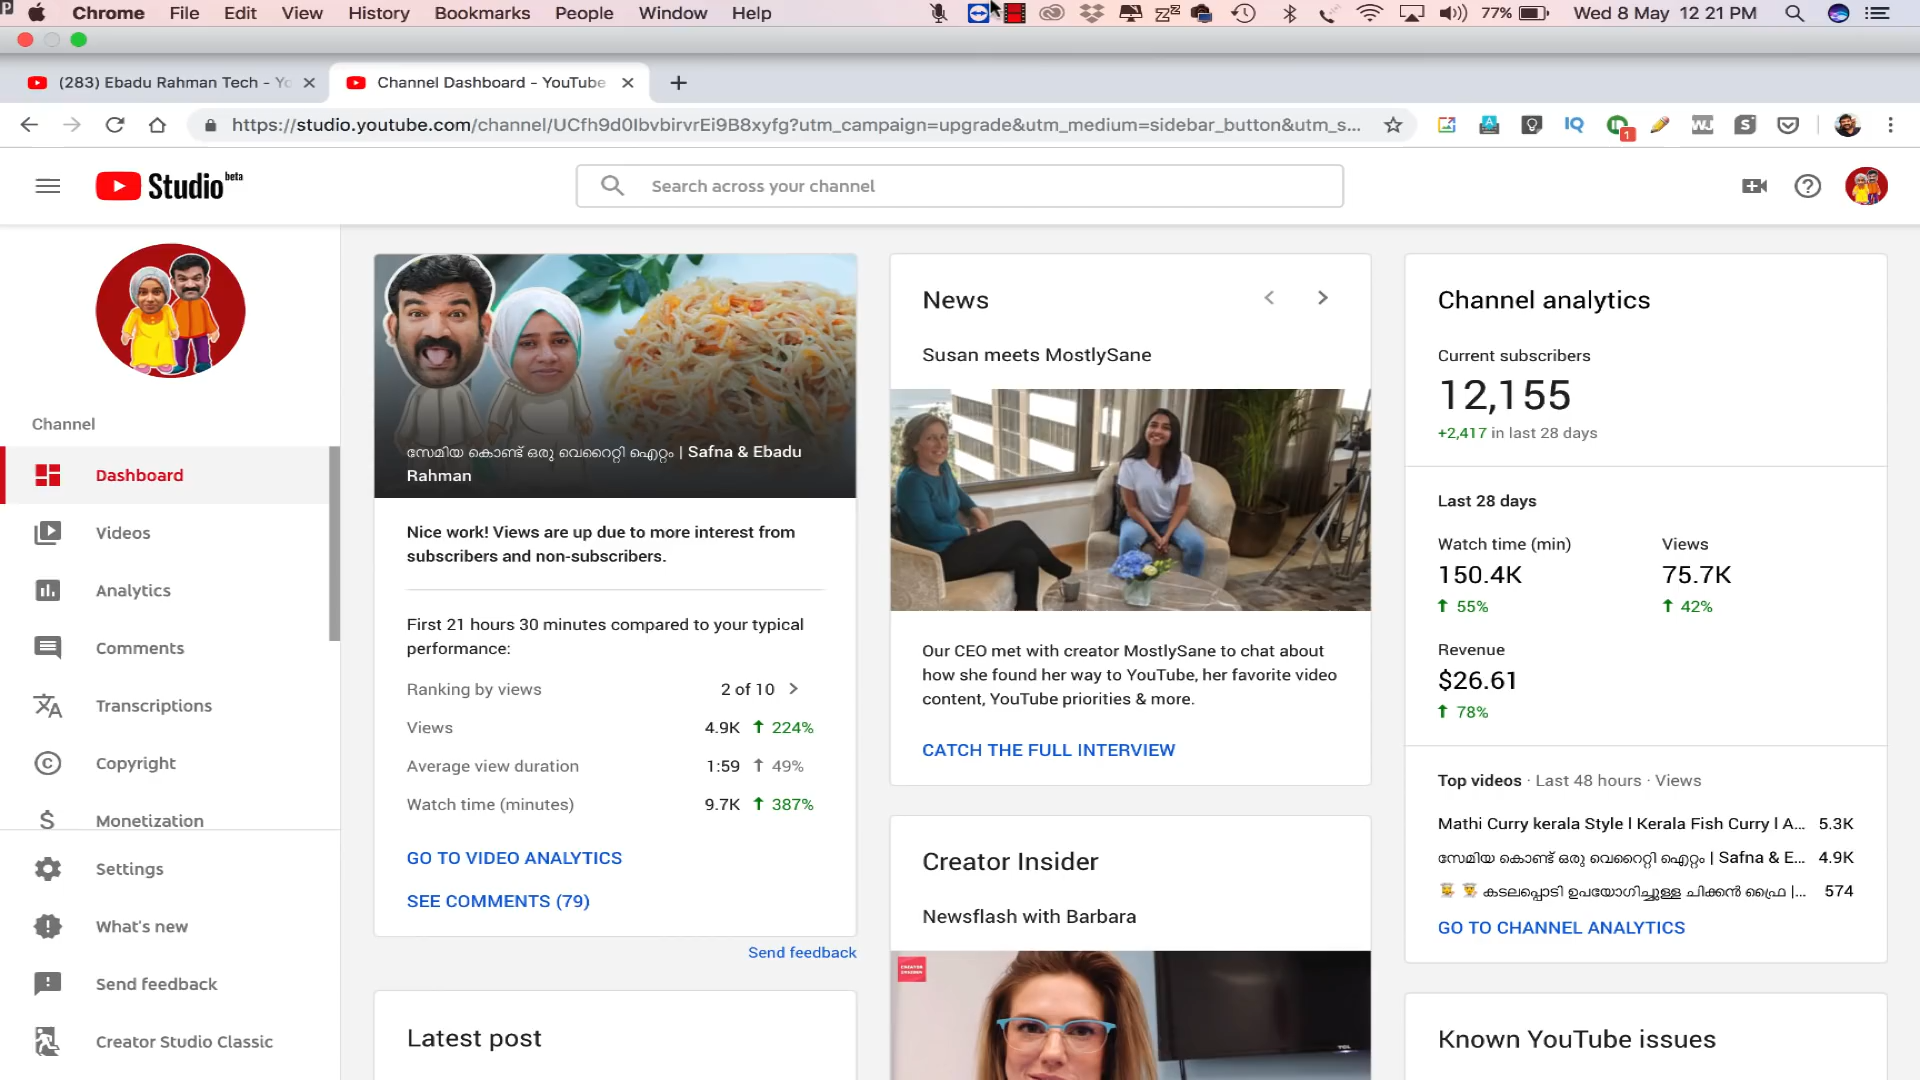 Chrome File Edit View History Bookmarks People Window Help
77% Wed 8 May 12 21 PM
(283) Ebadu Rahman Tech - Yo
Channel Dashboard - YouTube
https://studio.youtube.com/channel/UCfh9d0IbvbirvrEi9B8xyfg?utm_campaign=upgrade&utm_medium=sidebar_button&utm_s...
IQ
1
Studio beta
Search across your channel
Channel
Dashboard
Videos
Analytics
Comments
Transcriptions
Copyright
Monetization
Settings
What's new
Send feedback
Creator Studio Classic
സേമിയ കൊണ്ട് ഒരു വെറൈറ്റി ഐറ്റം | Safna & Ebadu
Rahman
Nice work! Views are up due to more interest from
subscribers and non-subscribers.
First 21 hours 30 minutes compared to your typical
performance:
Ranking by views 2 of 10
Views 4.9K 224%
Average view duration 1:59 49%
Watch time (minutes) 9.7K 387%
GO TO VIDEO ANALYTICS
SEE COMMENTS (79)
Send feedback
Latest post
News
Susan meets MostlySane
Our CEO met with creator MostlySane to chat about
how she found her way to YouTube, her favorite video
content, YouTube priorities & more.
CATCH THE FULL INTERVIEW
Creator Insider
Newsflash with Barbara
CREATOR
INSIDER
TCL
Channel analytics
Current subscribers
12,155
+2,417 in last 28 days
Last 28 days
Watch time (min) Views
150.4K 75.7K
55% 42%
Revenue
$26.61
78%
Top videos · Last 48 hours · Views
Mathi Curry kerala Style l Kerala Fish Curry l A... 5.3K
സേമിയ കൊണ്ട് ഒരു വെറൈറ്റി ഐറ്റം | Safna & E... 4.9K
കടലപ്പൊടി ഉപയോഗിച്ചുള്ള ചിക്കൻ ഫ്രൈ |... 574
GO TO CHANNEL ANALYTICS
Known YouTube issues